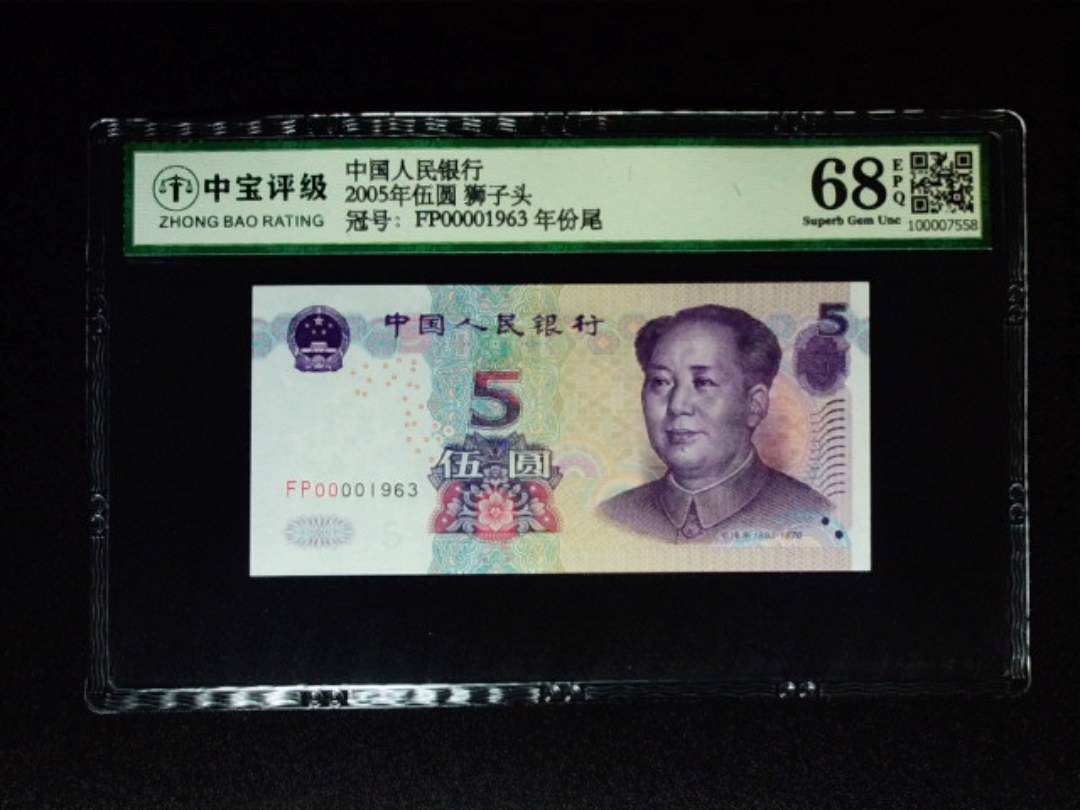 中宝评级
ZHONG BAO RATING
中国人民银行
2005年伍圆 狮子头
冠号: FP00001963 年份尾
68 EPQ
Superb Gem Unc
100007558
中国人民银行
5
5
伍圆
FP00001963
5